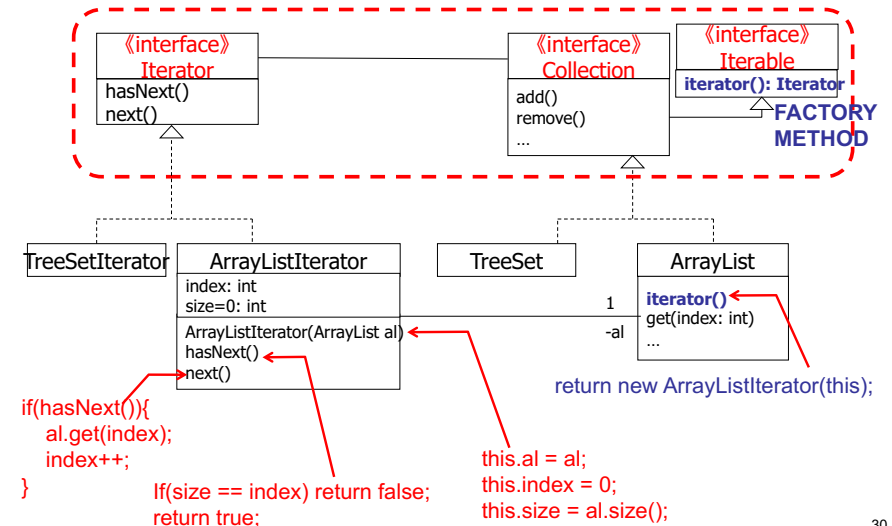 《interface》
Iterator
hasNext()
next()
《interface》
Collection
add()
remove()
…
《interface》
Iterable
iterator(): Iterator
FACTORY
METHOD
TreeSetIterator
ArrayListIterator
index: int
size=0: int
ArrayListIterator(ArrayList al)
hasNext()
next()
TreeSet
ArrayList
iterator()
get(index: int)
…
1
-al
return new ArrayListIterator(this);
if(hasNext()){
al.get(index);
index++;
}
If(size == index) return false;
return true;
this.al = al;
this.index = 0;
this.size = al.size();
30